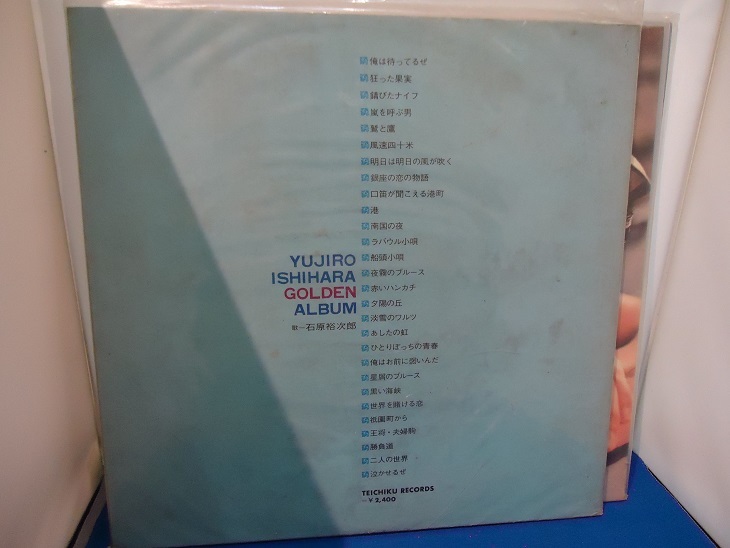 俺は待ってるぜ
狂った果実
錆びたナイフ
嵐を呼ぶ男
鷲と鷹
風速四十米
明日は明日の風が吹く
銀座の恋の物語
口笛が聞こえる港町
港
南国の夜
ラバウル小唄
船頭小唄
夜霧のブルース
赤いハンカチ
夕陽の丘
淡雪のワルツ
あしたの虹
ひとりぼっちの青春
俺はお前に弱いんだ
星屑のブルース
黒い海峡
世界を賭ける恋
祇園町から
王将・夫婦駒
勝負道
二人の世界
泣かせるぜ
YUJIRO
ISHIHARA
GOLDEN
ALBUM
歌—石原裕次郎
TEICHIKU RECORDS
—¥2,400